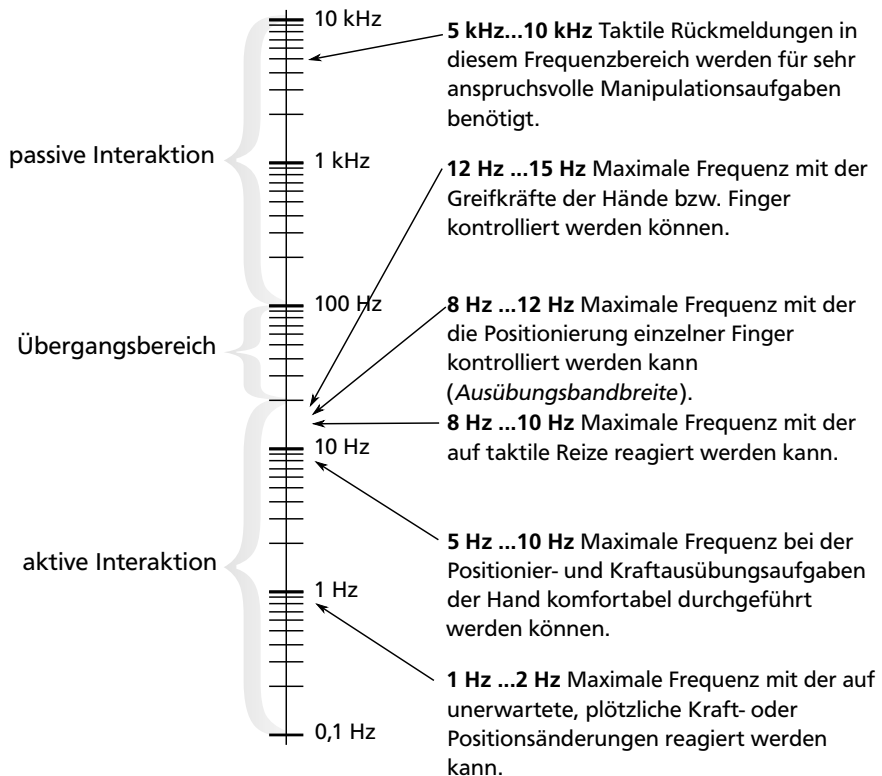 10 kHz
1 kHz
100 Hz
10 Hz
1 Hz
0,1 Hz
passive Interaktion
Übergangsbereich
aktive Interaktion
5 kHz...10 kHz Taktile Rückmeldungen in
diesem Frequenzbereich werden für sehr
anspruchsvolle Manipulationsaufgaben
benötigt.
12 Hz ...15 Hz Maximale Frequenz mit der
Greifkräfte der Hände bzw. Finger
kontrolliert werden können.
8 Hz ...12 Hz Maximale Frequenz mit der
die Positionierung einzelner Finger
kontrolliert werden kann
(Ausübungsbandbreite).
8 Hz ...10 Hz Maximale Frequenz mit der
auf taktile Reize reagiert werden kann.
5 Hz ...10 Hz Maximale Frequenz bei der
Positionier- und Kraftausübungsaufgaben
der Hand komfortabel durchgeführt
werden können.
1 Hz ...2 Hz Maximale Frequenz mit der auf
unerwartete, plötzliche Kraft- oder
Positionsänderungen reagiert werden
kann.